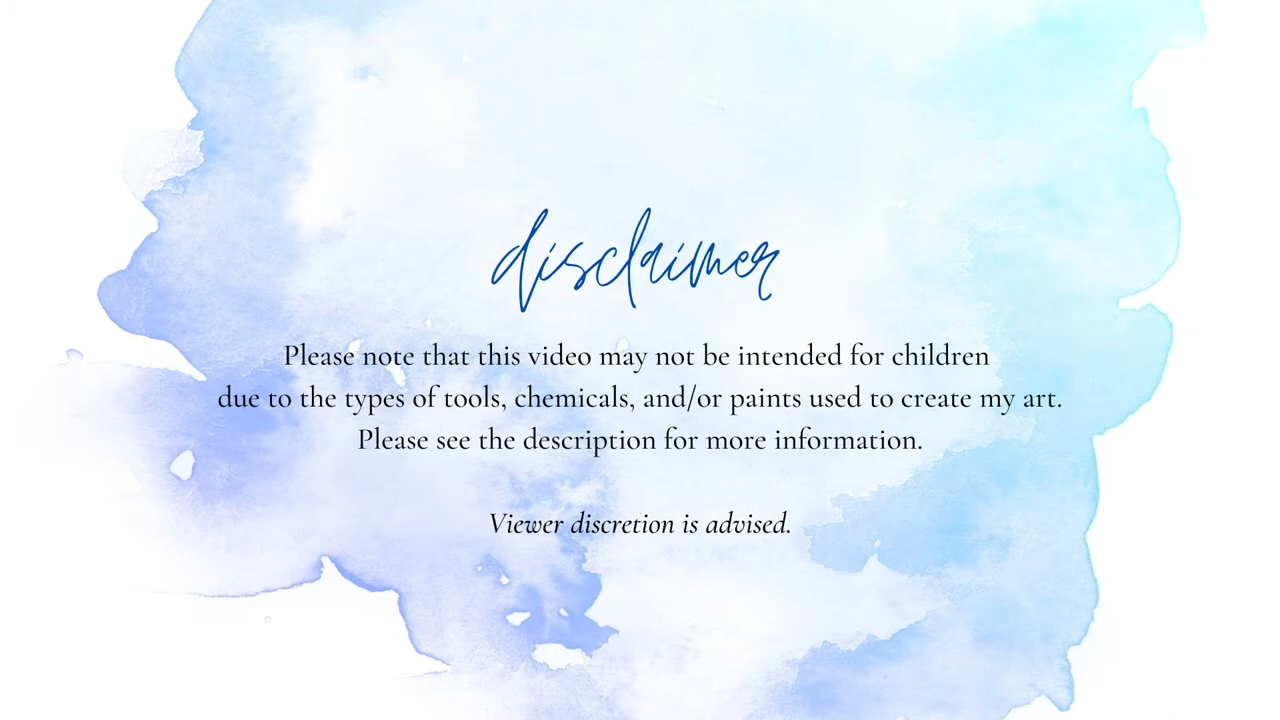 disclaimer
Please note that this video may not be intended for children
due to the types of tools, chemicals, and/or paints used to create my art.
Please see the description for more information.
Viewer discretion is advised.